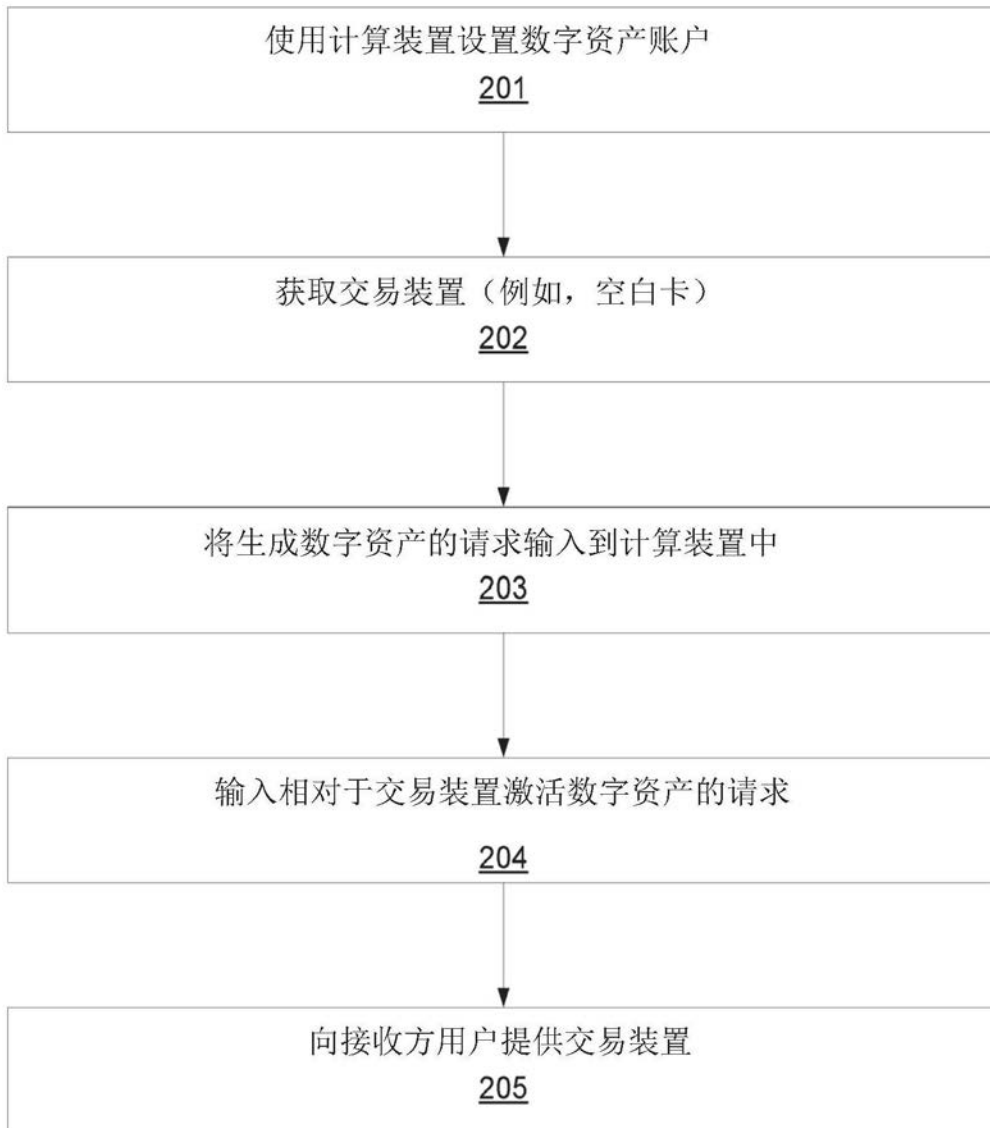 使用计算装置设置数字资产账户
201
获取交易装置（例如，空白卡）
202
将生成数字资产的请求输入到计算装置中
203
输入相对于交易装置激活数字资产的请求
204
向接收方用户提供交易装置
205